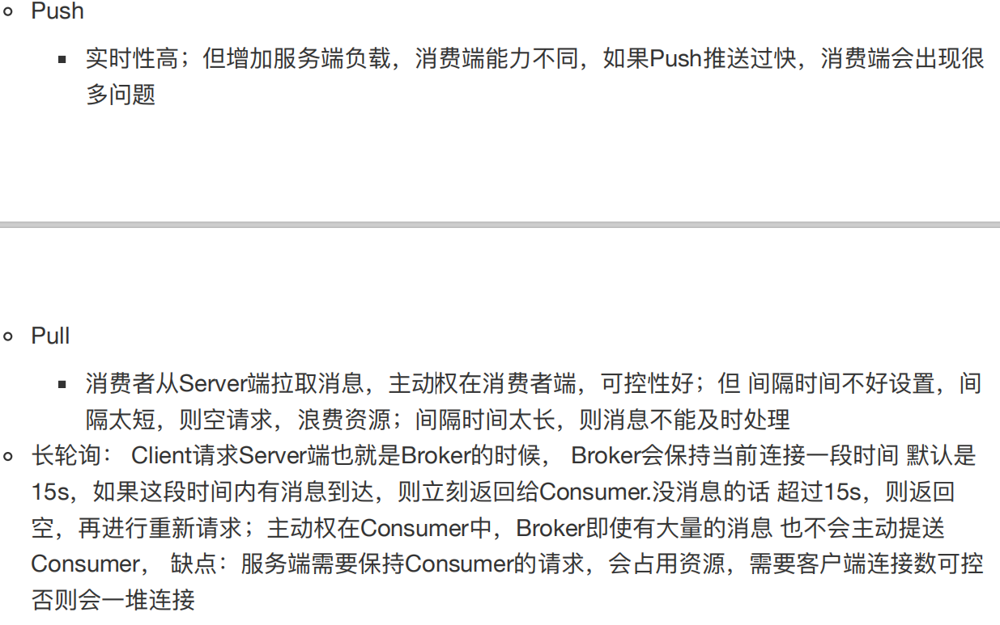 Push
实时性高；但增加服务端负载，消费端能力不同，如果Push推送过快，消费端会出现很
多问题
Pull
消费者从Server端拉取消息，主动权在消费者端，可控性好；但 间隔时间不好设置，间
隔太短，则空请求，浪费资源；间隔时间太长，则消息不能及时处理
长轮询： Client请求Server端也就是Broker的时候， Broker会保持当前连接一段时间 默认是
15s，如果这段时间内有消息到达，则立刻返回给Consumer.没消息的话 超过15s，则返回
空，再进行重新请求；主动权在Consumer中，Broker即使有大量的消息 也不会主动提送
Consumer， 缺点：服务端需要保持Consumer的请求，会占用资源，需要客户端连接数可控
否则会一堆连接